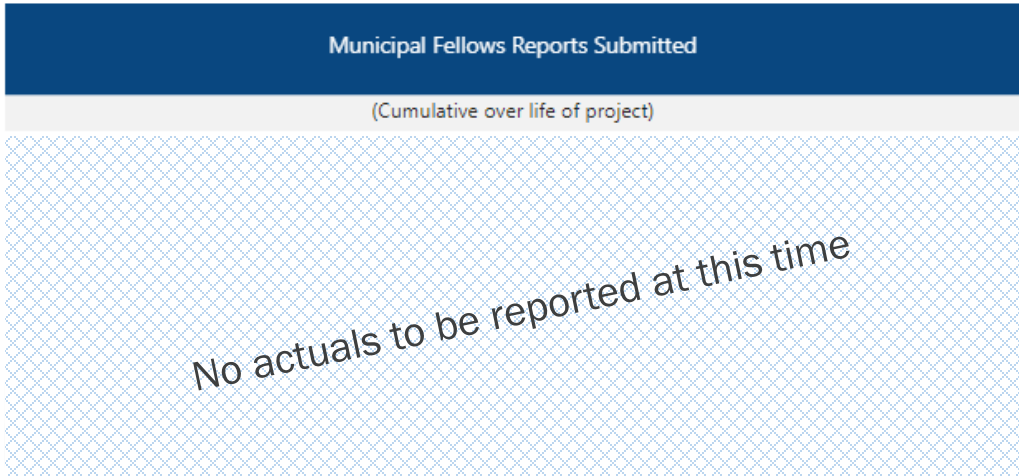 Municipal Fellows Reports Submitted
(Cumulative over life of project)
No actuals to be reported at this time